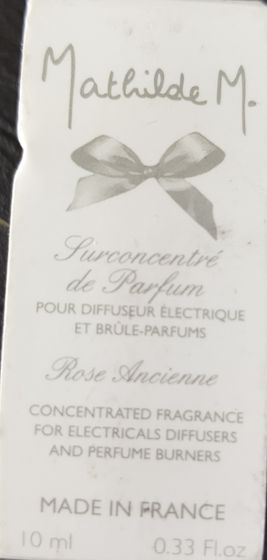 Mathilde M.
Surconcentré
de Parfum
POUR DIFFUSEUR ÉLECTRIQUE
ET BRÛLE-PARFUMS
Rose Ancienne
CONCENTRATED FRAGRANCE
FOR ELECTRICALS DIFFUSERS
AND PERFUME BURNERS
MADE IN FRANCE
10 ml 0.33 Fl.oz